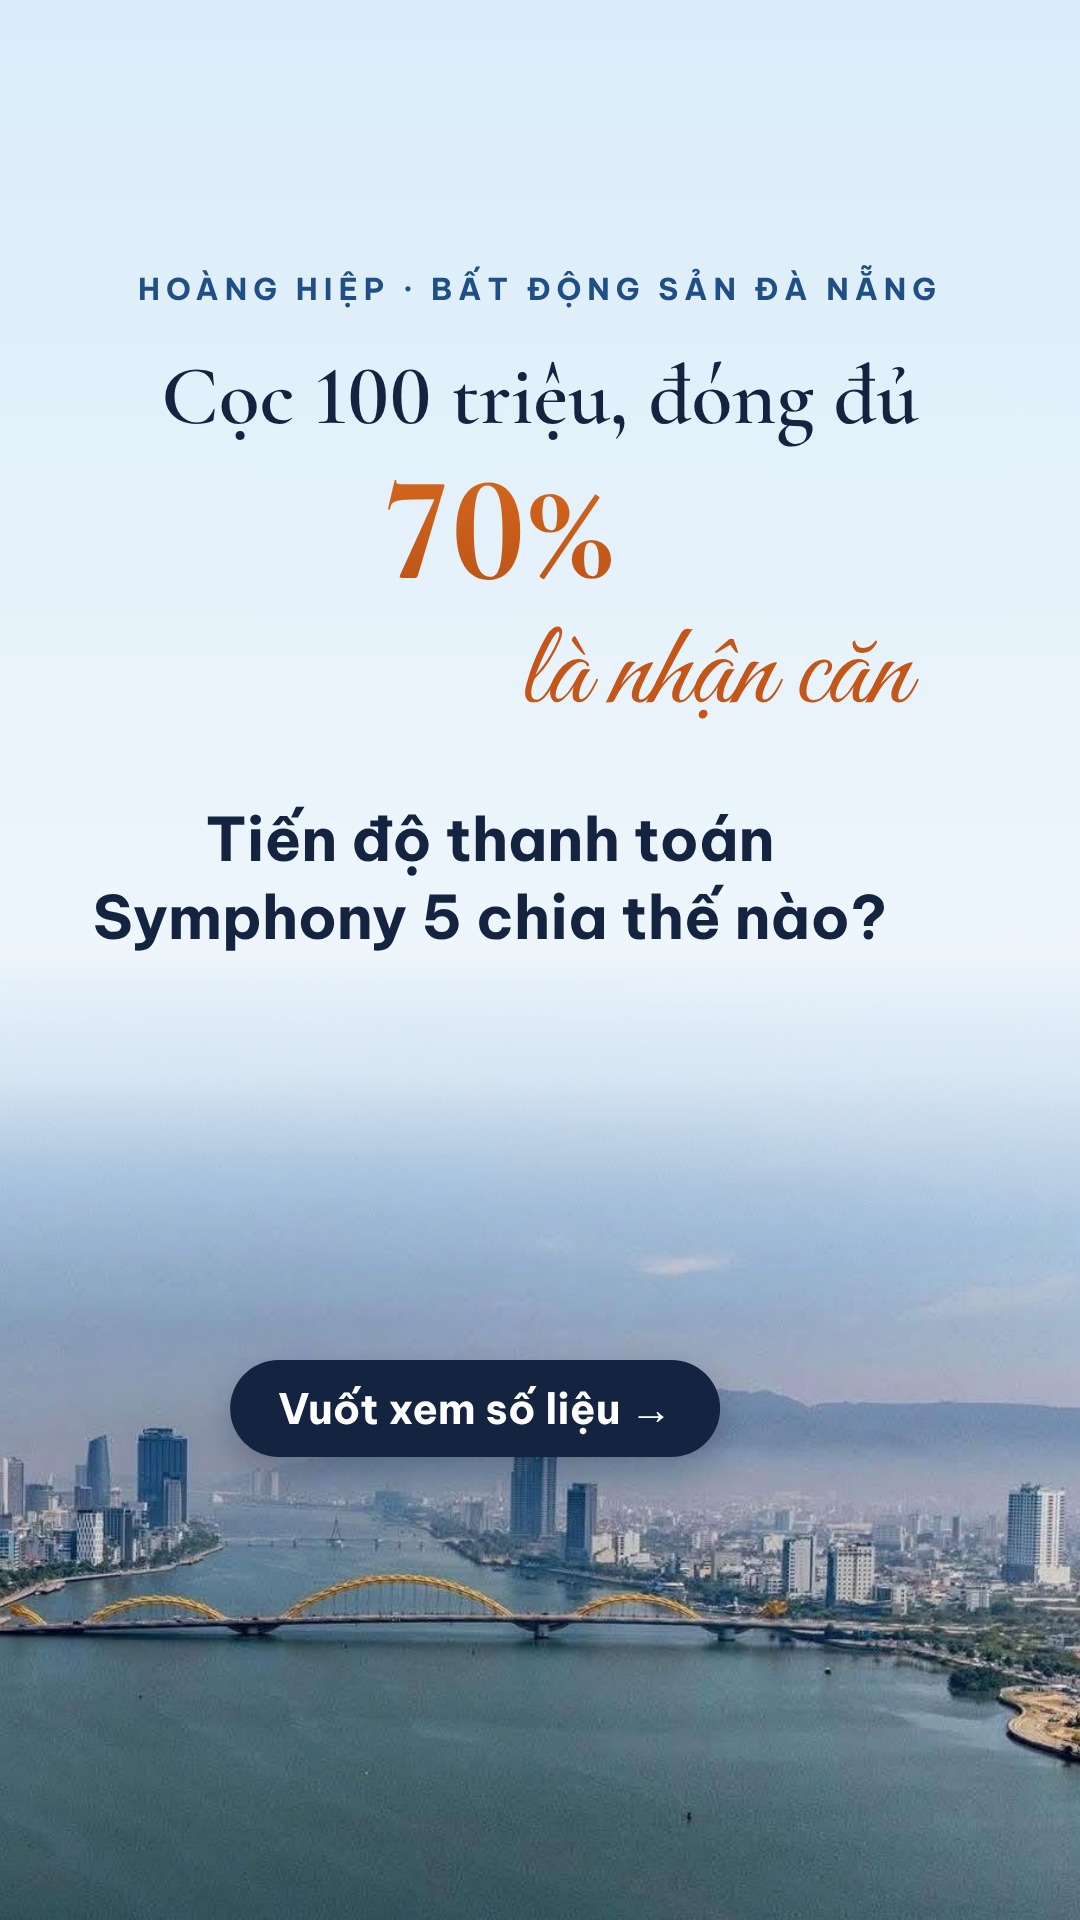 HOÀNG HIỆP · BẤT ĐỘNG SẢN ĐÀ NẴNG
Cọc 100 triệu, đóng đủ
70%
là nhận căn
Tiến độ thanh toán
Symphony 5 chia thế nào?
Vuốt xem số liệu →